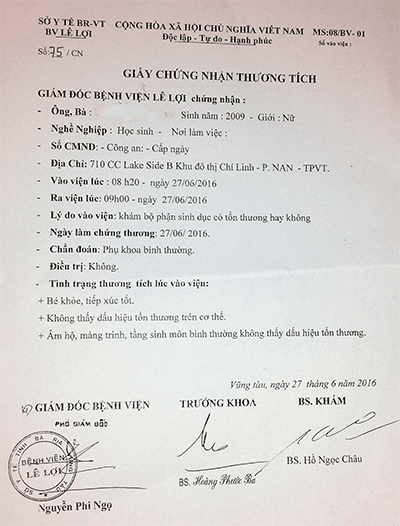 SỞ Y TẾ BR-VT CỘNG HÒA XÃ HỘI CHỦ NGHĨA VIỆT NAM MS:08/BV- 01
BV LÊ LỢI Độc lập - Tự do - Hạnh phúc Số vào viện :
Số: 75 / CN
GIẤY CHỨNG NHẬN THƯƠNG TÍCH
GIÁM ĐỐC BỆNH VIỆN LÊ LỢI chứng nhận :
- Ông, Bà : Sinh năm : 2009 - Giới : Nữ
- Nghề Nghiệp : Học sinh - Nơi làm việc :
- Số CMND: - Công an: - Cấp ngày
- Địa Chỉ: 710 CC Lake Side B Khu đô thị Chí Linh - P. NAN - TPVT.
- Vào viện lúc : 08 h20 - ngày 27/06/2016
- Ra viện lúc: 09h00 - ngày 27/06/2016
- Lý do vào viện: khám bộ phận sinh dục có tổn thương hay không
- Ngày làm chứng thương: 27/06/ 2016.
- Chẩn đoán: Phụ khoa bình thường.
- Điều trị: Không.
- Tình trạng thương tích lúc vào viện:
+ Bé khỏe, tiếp xúc tốt.
+ Không thấy dấu hiệu tổn thương trên cơ thể.
+ Âm hộ, màng trinh, tầng sinh môn bình thường không thấy dấu hiệu tổn thương.
Vũng tàu, ngày 27 tháng 6 năm 2016
GIÁM ĐỐC BỆNH VIỆN TRƯỞNG KHOA BS. KHÁM
PHÓ GIÁM ĐỐC
BỆNH VIỆN
LÊ LỢI
BS. Hồ Ngọc Châu
BS. Hoàng Phước Ba
Nguyễn Phi Ngọ